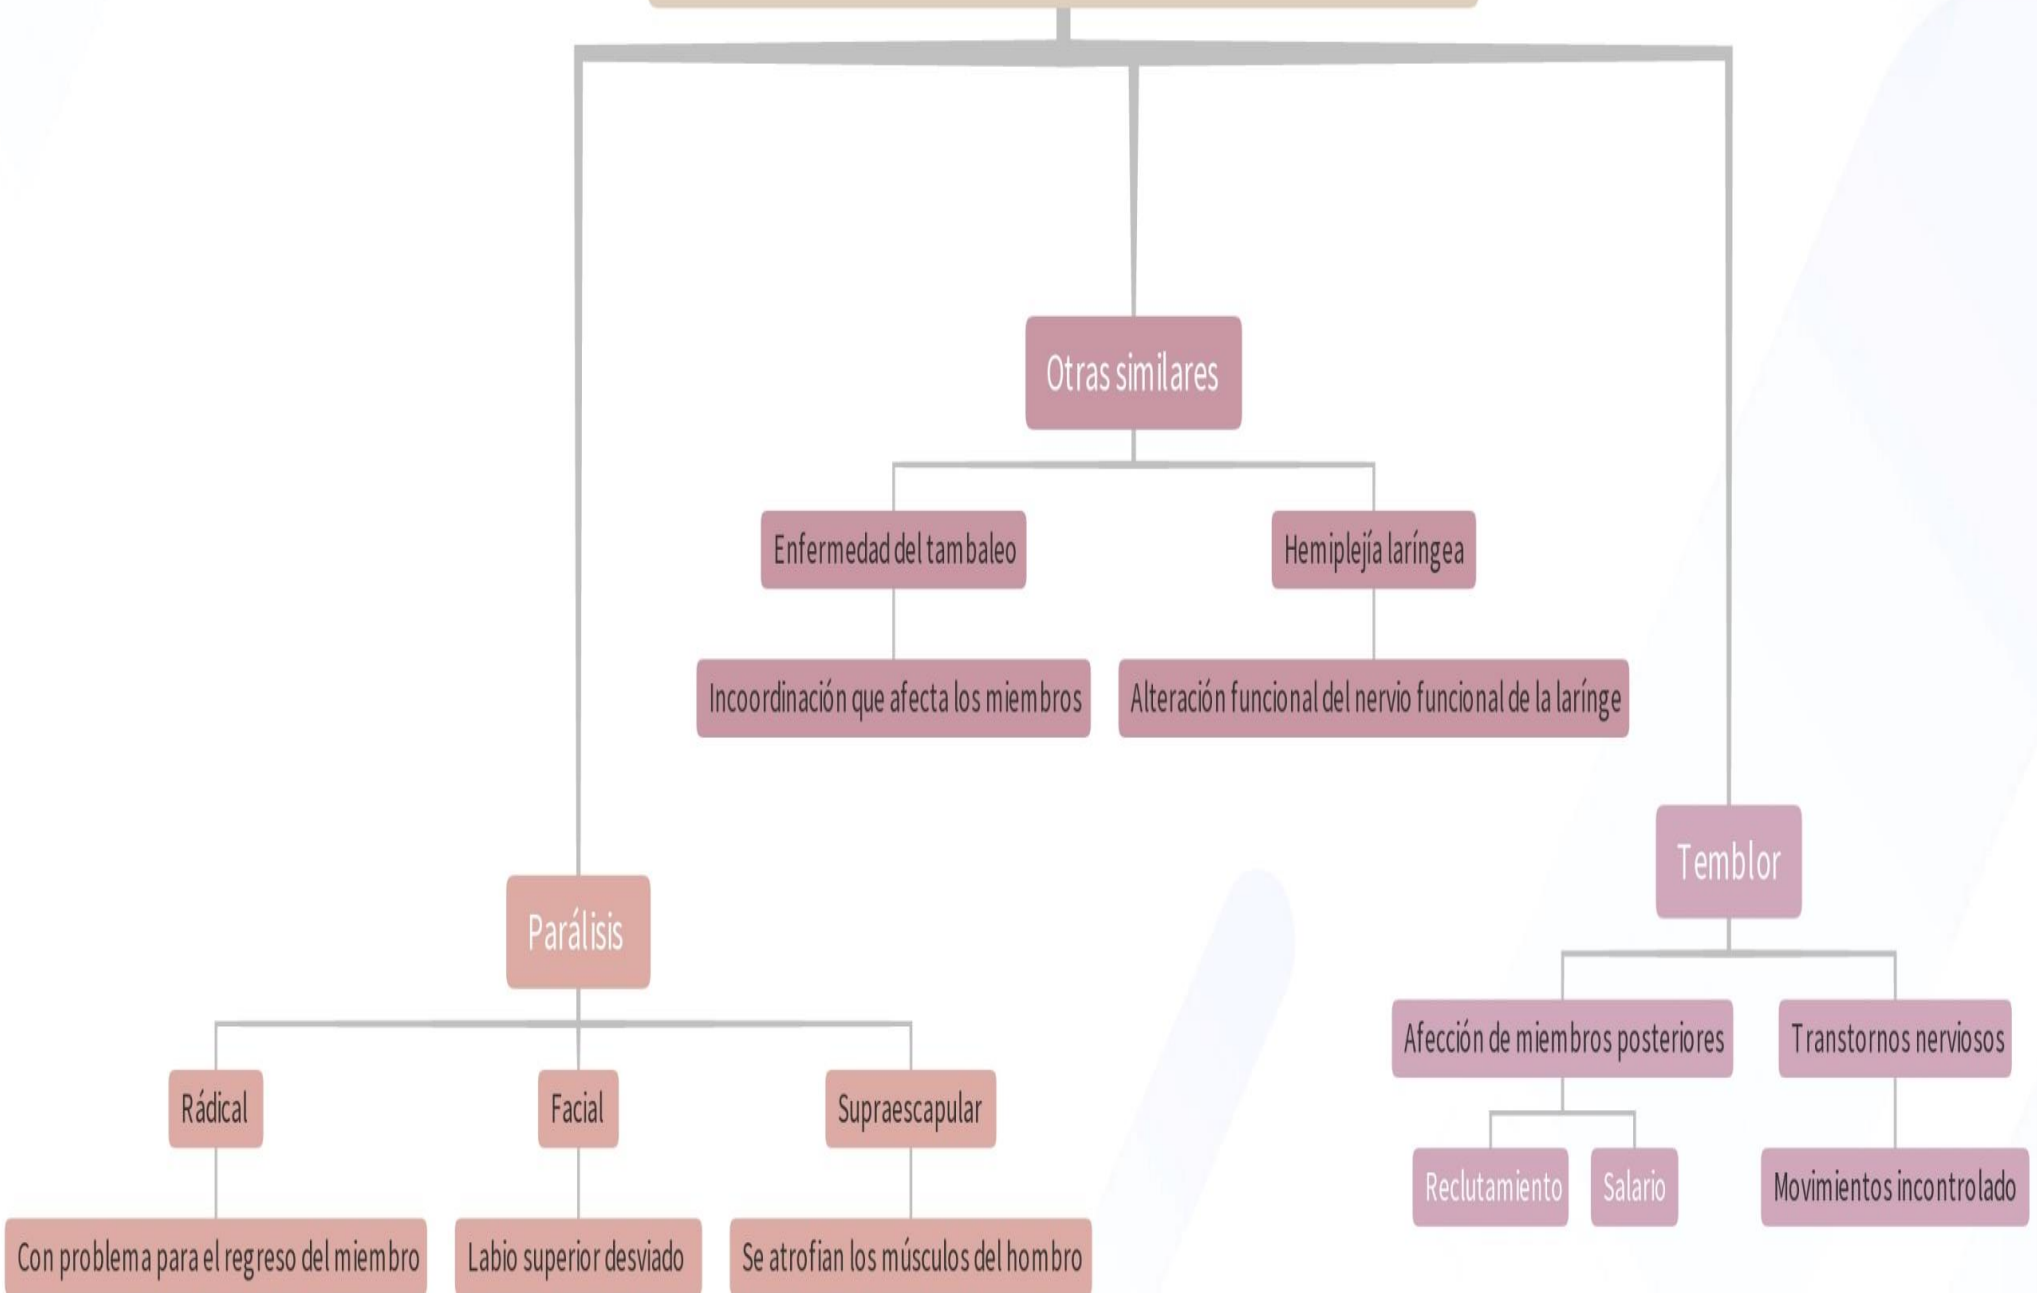 Otras similares
Enfermedad del tambaleo
Hemiplejía laríngea
Incoordinación que afecta los miembros
Alteración funcional del nervio funcional de la larínge
Temblor
Parálisis
Afección de miembros posteriores
Transtornos nerviosos
Rádical
Facial
Supraescapular
Reclutamiento
Salario
Movimientos incontrolado
Con problema para el regreso del miembro
Labio superior desviado
Se atrofian los músculos del hombro